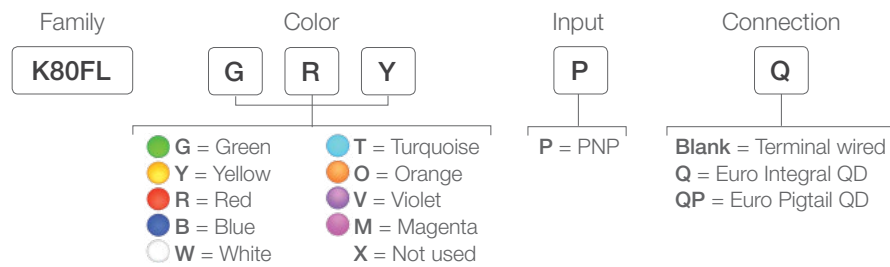 Family Color Input Connection
K80FL G R Y P Q
G = Green T = Turquoise P = PNP Blank = Terminal wired
Y = Yellow O = Orange Q = Euro Integral QD
R = Red V = Violet QP = Euro Pigtail QD
B = Blue M = Magenta
W = White X = Not used